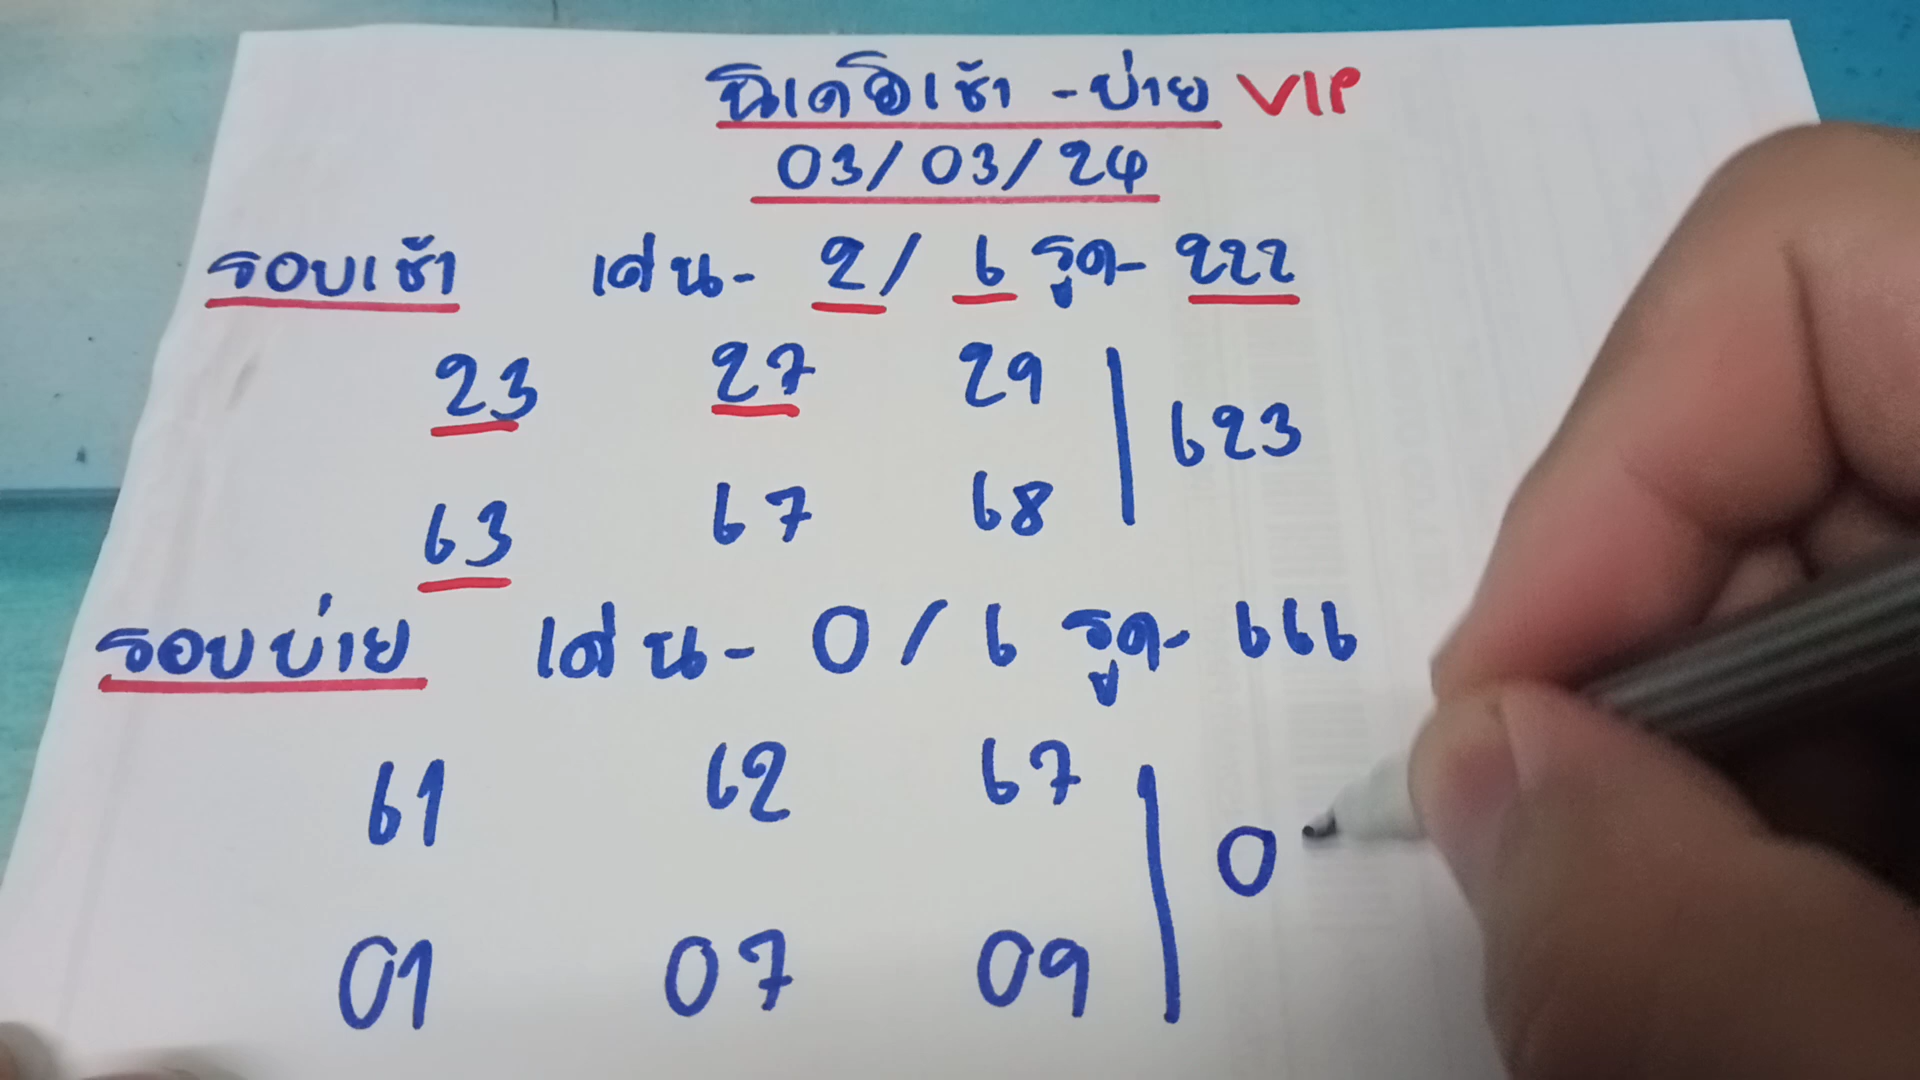 นิเคอิเช้า - บ่าย VIP
03/03/24
รอบเช้า เด่น- 2/6 รูด- 222
23 27 29 623
63 67 68
รอบบ่าย เด่น- 0/6 รูด- 666
61 62 67 0
01 07 09